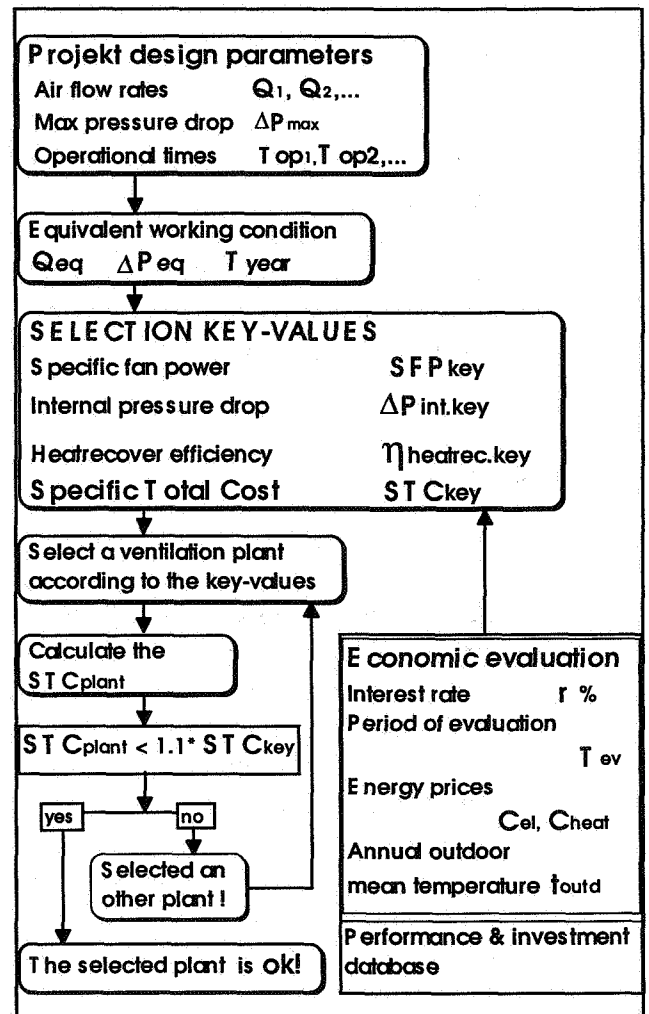 Projekt design parameters
Air flow rates Q1, Q2,...
Max pressure drop ΔPmax
Operational times Top1,Top2,...
Equivalent working condition
Qeq ΔPeq Tyear
SELECTION KEY-VALUES
Specific fan power SFPkey
Internal pressure drop ΔPint.key
Heatrecover efficiency ηheatrec.key
Specific Total Cost STCkey
Select a ventilation plant
according to the key-values
Calculate the
STCplant
STCplant < 1.1* STCkey
yes no
Selected an
other plant!
The selected plant is ok!
Economic evaluation
Interest rate r %
Period of evaluation
Tev
Energy prices
Cel, Cheat
Annual outdoor
mean temperature toutd
Performance & investment
database